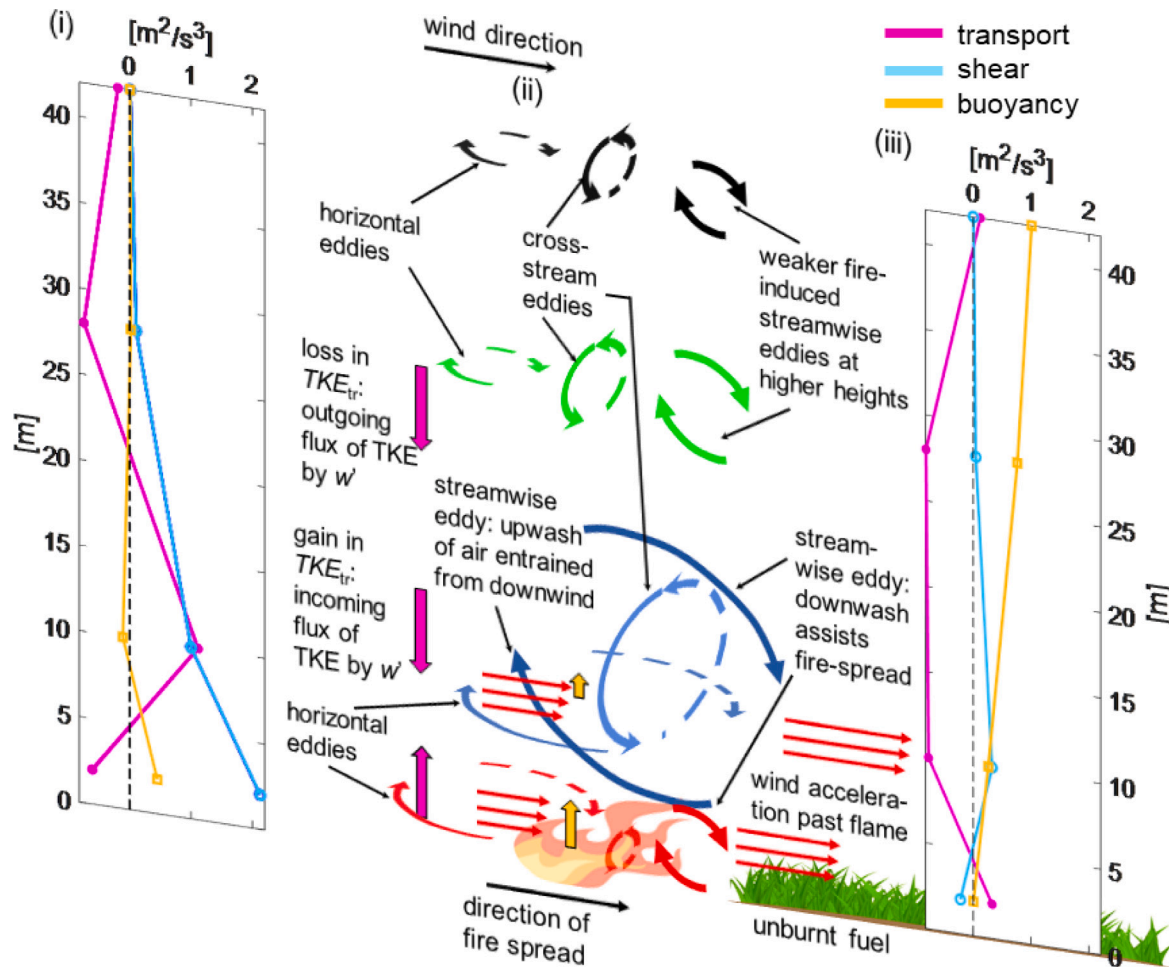 (i)
[m²/s³]
0 1 2
40
35
30
25
20
15
10
5
0
[m]
wind direction
(ii)
transport
shear
buoyancy
(iii)
[m²/s³]
0 1 2
40
35
30
25
20
15
10
5
0
[m]
horizontal
eddies
cross-
stream
eddies
weaker fire-
induced
streamwise
eddies at
higher heights
loss in
TKEtr:
outgoing
flux of TKE
by w'
streamwise
eddy: upwash
of air entrained
from downwind
gain in
TKEtr:
incoming
flux of
TKE by w'
stream-
wise eddy:
downwash
assists
fire-spread
horizontal
eddies
wind accelera-
tion past flame
direction of
fire spread
unburnt fuel